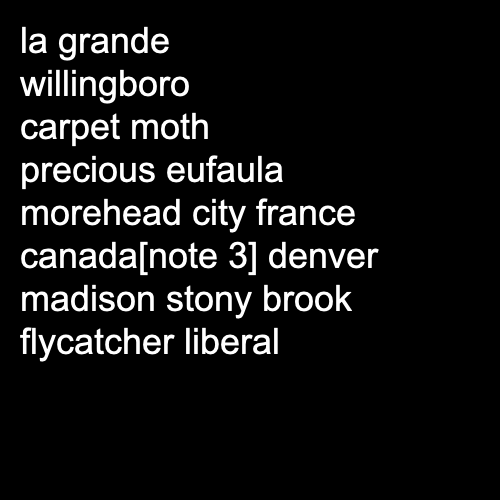 la grande
willingboro
carpet moth
precious eufaula
morehead city france
canada[note 3] denver
madison stony brook
flycatcher liberal